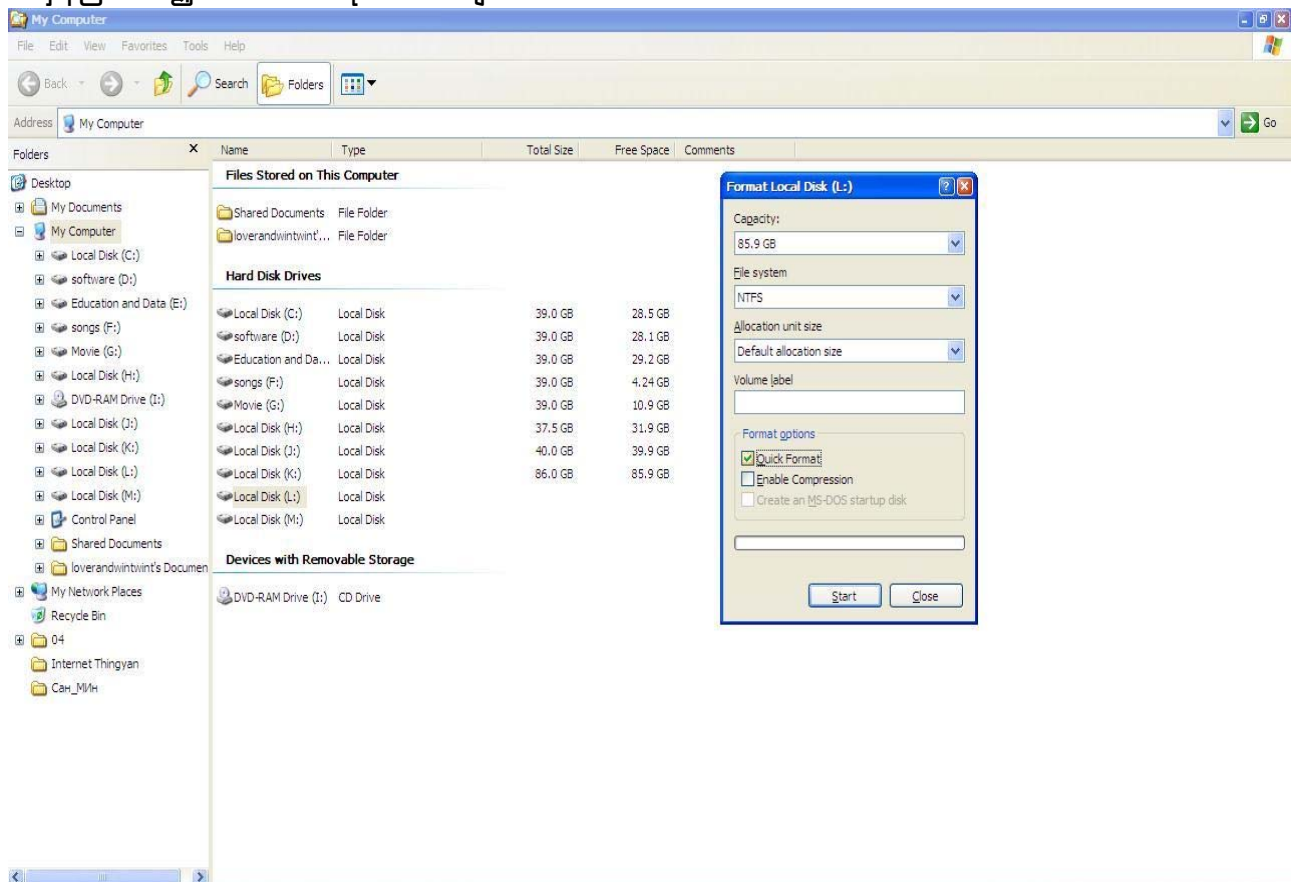 My Computer
File Edit View Favorites Tools Help
Back Search Folders
Address My Computer Go
Folders X
Desktop
My Documents
My Computer
Local Disk (C:)
software (D:)
Education and Data (E:)
songs (F:)
Movie (G:)
Local Disk (H:)
DVD-RAM Drive (I:)
Local Disk (J:)
Local Disk (K:)
Local Disk (L:)
Local Disk (M:)
Control Panel
Shared Documents
loverandwintwint's Documen
My Network Places
Recycle Bin
04
Internet Thingyan
Сан_МИн
Name Type Total Size Free Space Comments
Files Stored on This Computer
Shared Documents File Folder
loverandwintwint'... File Folder
Hard Disk Drives
Local Disk (C:) Local Disk 39.0 GB 28.5 GB
software (D:) Local Disk 39.0 GB 28.1 GB
Education and Da... Local Disk 39.0 GB 29.2 GB
songs (F:) Local Disk 39.0 GB 4.24 GB
Movie (G:) Local Disk 39.0 GB 10.9 GB
Local Disk (H:) Local Disk 37.5 GB 31.9 GB
Local Disk (J:) Local Disk 40.0 GB 39.9 GB
Local Disk (K:) Local Disk 86.0 GB 85.9 GB
Local Disk (L:) Local Disk
Local Disk (M:) Local Disk
Devices with Removable Storage
DVD-RAM Drive (I:) CD Drive
Format Local Disk (L:)
Capacity:
85.9 GB
File system
NTFS
Allocation unit size
Default allocation size
Volume label
Format options
Quick Format
Enable Compression
Create an MS-DOS startup disk
Start Close